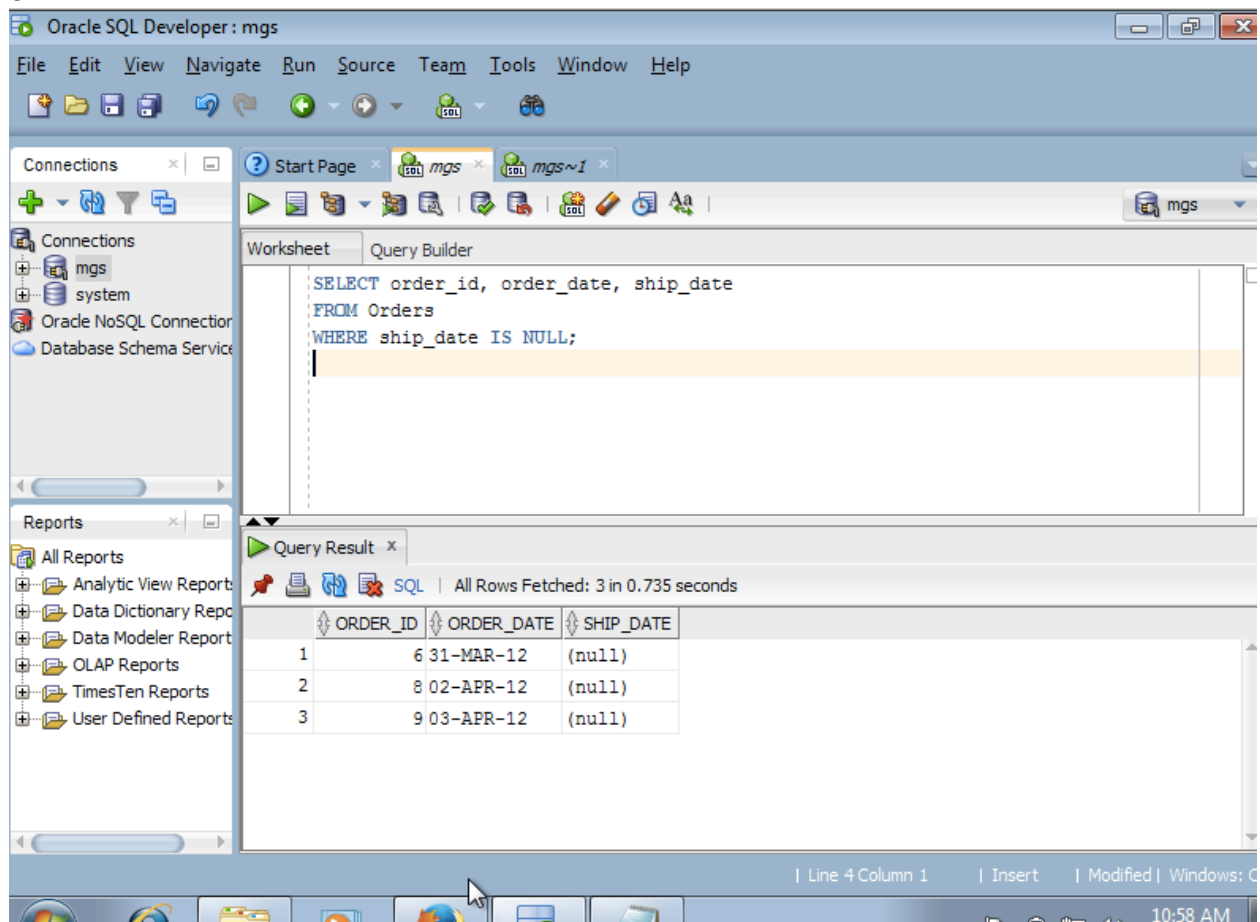 Oracle SQL Developer : mgs
File Edit View Navigate Run Source Team Tools Window Help
Connections
Start Page
mgs
mgs~1
mgs
Connections
mgs
system
Oracle NoSQL Connection
Database Schema Service
Worksheet Query Builder
SELECT order_id, order_date, ship_date
FROM Orders
WHERE ship_date IS NULL;
Reports
All Reports
Analytic View Reports
Data Dictionary Repo
Data Modeler Report
OLAP Reports
TimesTen Reports
User Defined Reports
Query Result
SQL | All Rows Fetched: 3 in 0.735 seconds
ORDER_ID ORDER_DATE SHIP_DATE
1 6 31-MAR-12 (null)
2 8 02-APR-12 (null)
3 9 03-APR-12 (null)
| Line 4 Column 1 | Insert | Modified | Windows: C
10:58 AM